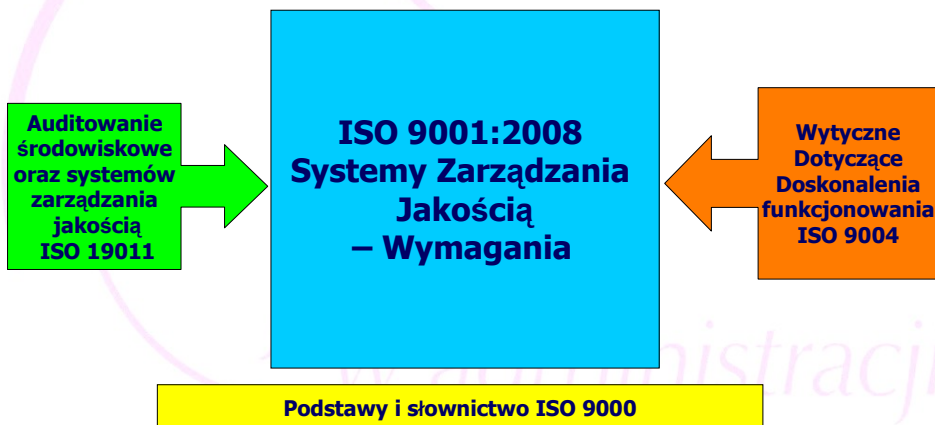 Auditowanie
środowiskowe
oraz systemów
zarządzania
jakością
ISO 19011
ISO 9001:2008
Systemy Zarządzania
Jakością
– Wymagania
Wytyczne
Dotyczące
Doskonalenia
funkcjonowania
ISO 9004
w administracji
Podstawy i słownictwo ISO 9000